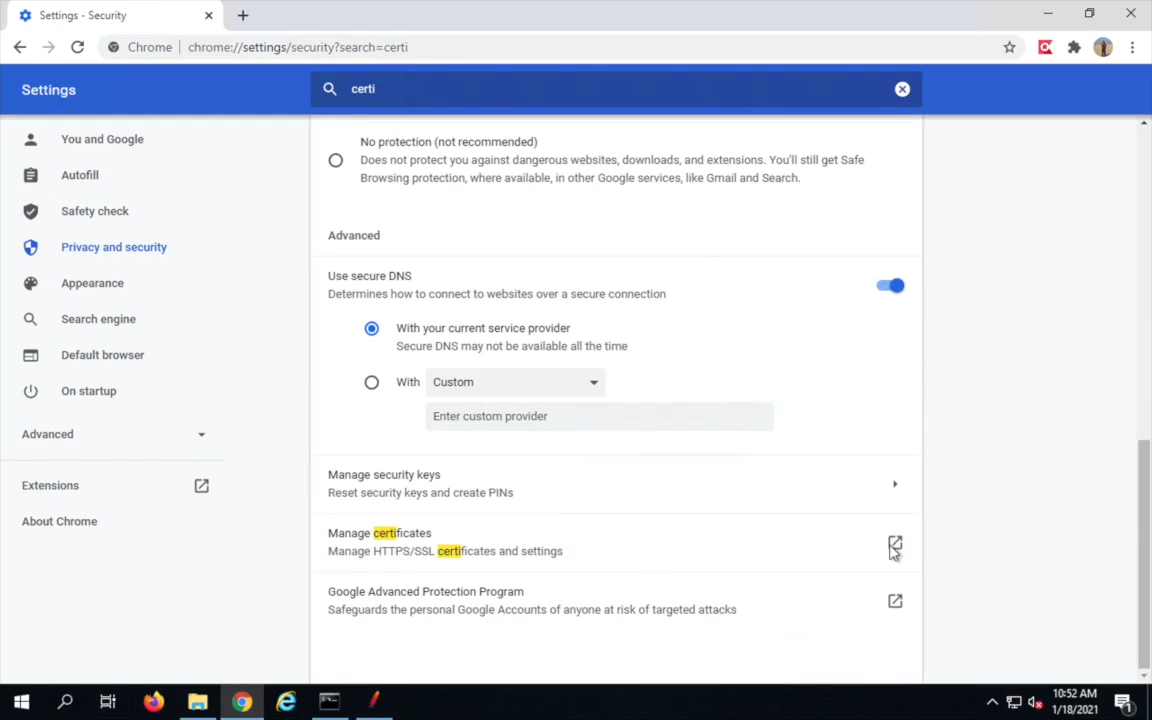 Settings - Security
Chrome
chrome://settings/security?search=certi
Settings
certi
You and Google
Autofill
Safety check
Privacy and security
Appearance
Search engine
Default browser
On startup
Advanced
Extensions
About Chrome
No protection (not recommended)
Does not protect you against dangerous websites, downloads, and extensions. You'll still get Safe
Browsing protection, where available, in other Google services, like Gmail and Search.
Advanced
Use secure DNS
Determines how to connect to websites over a secure connection
With your current service provider
Secure DNS may not be available all the time
With
Custom
Enter custom provider
Manage security keys
Reset security keys and create PINs
Manage certificates
Manage HTTPS/SSL certificates and settings
Google Advanced Protection Program
Safeguards the personal Google Accounts of anyone at risk of targeted attacks
10:52 AM
1/18/2021
1